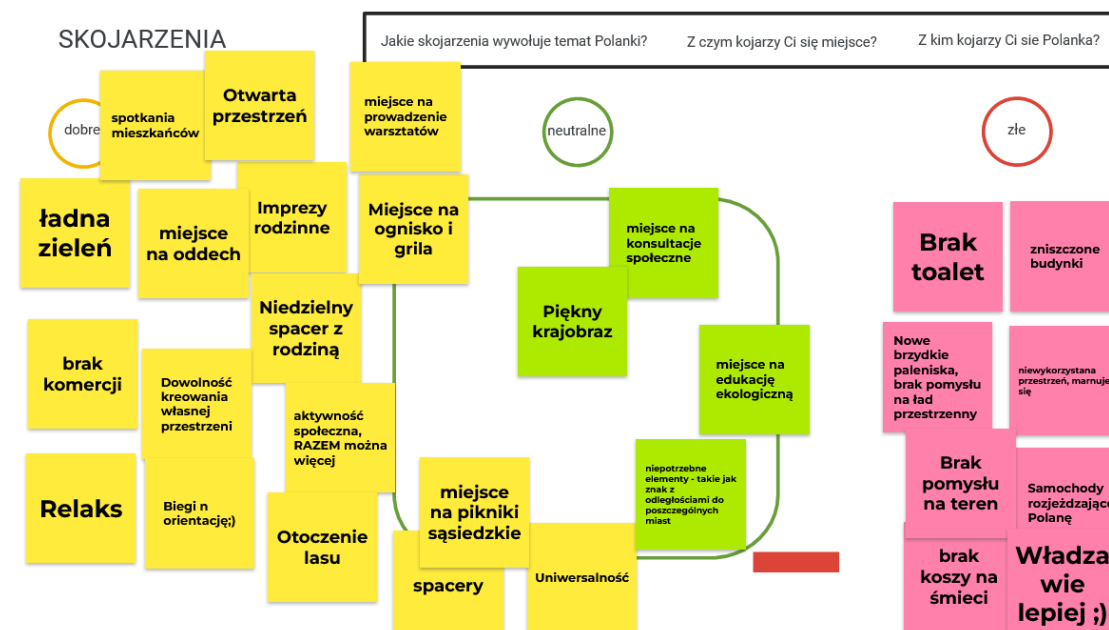 SKOJARZENIA
Jakie skojarzenia wywołuje temat Polanki?
Z czym kojarzy Ci się miejsce?
Z kim kojarzy Ci sie Polanka?
dobre
neutralne
złe
spotkania
mieszkańców
Otwarta
przestrzeń
miejsce na
prowadzenie
warsztatów
ładna
zieleń
miejsce
na oddech
Imprezy
rodzinne
Miejsce na
ognisko i
grila
Niedzielny
spacer z
rodziną
brak
komercji
Dowolność
kreowania
własnej
przestrzeni
aktywność
społeczna,
RAZEM można
więcej
Relaks
Biegi n
orientację;)
Otoczenie
lasu
miejsce
na pikniki
sąsiedzkie
spacery
Uniwersalność
miejsce na
konsultacje
społeczne
Piękny
krajobraz
miejsce na
edukację
ekologiczną
niepotrzebne
elementy - takie jak
znak z
odległościami do
poszczególnych
miast
Brak
toalet
zniszczone
budynki
Nowe
brzydkie
paleniska,
brak pomysłu
na ład
przestrzenny
niewykorzystana
przestrzeń, marnuje
się
Brak
pomysłu
na teren
Samochody
rozjeżdzające
Polanę
brak
koszy na
śmieci
Władza
wie
lepiej ;)